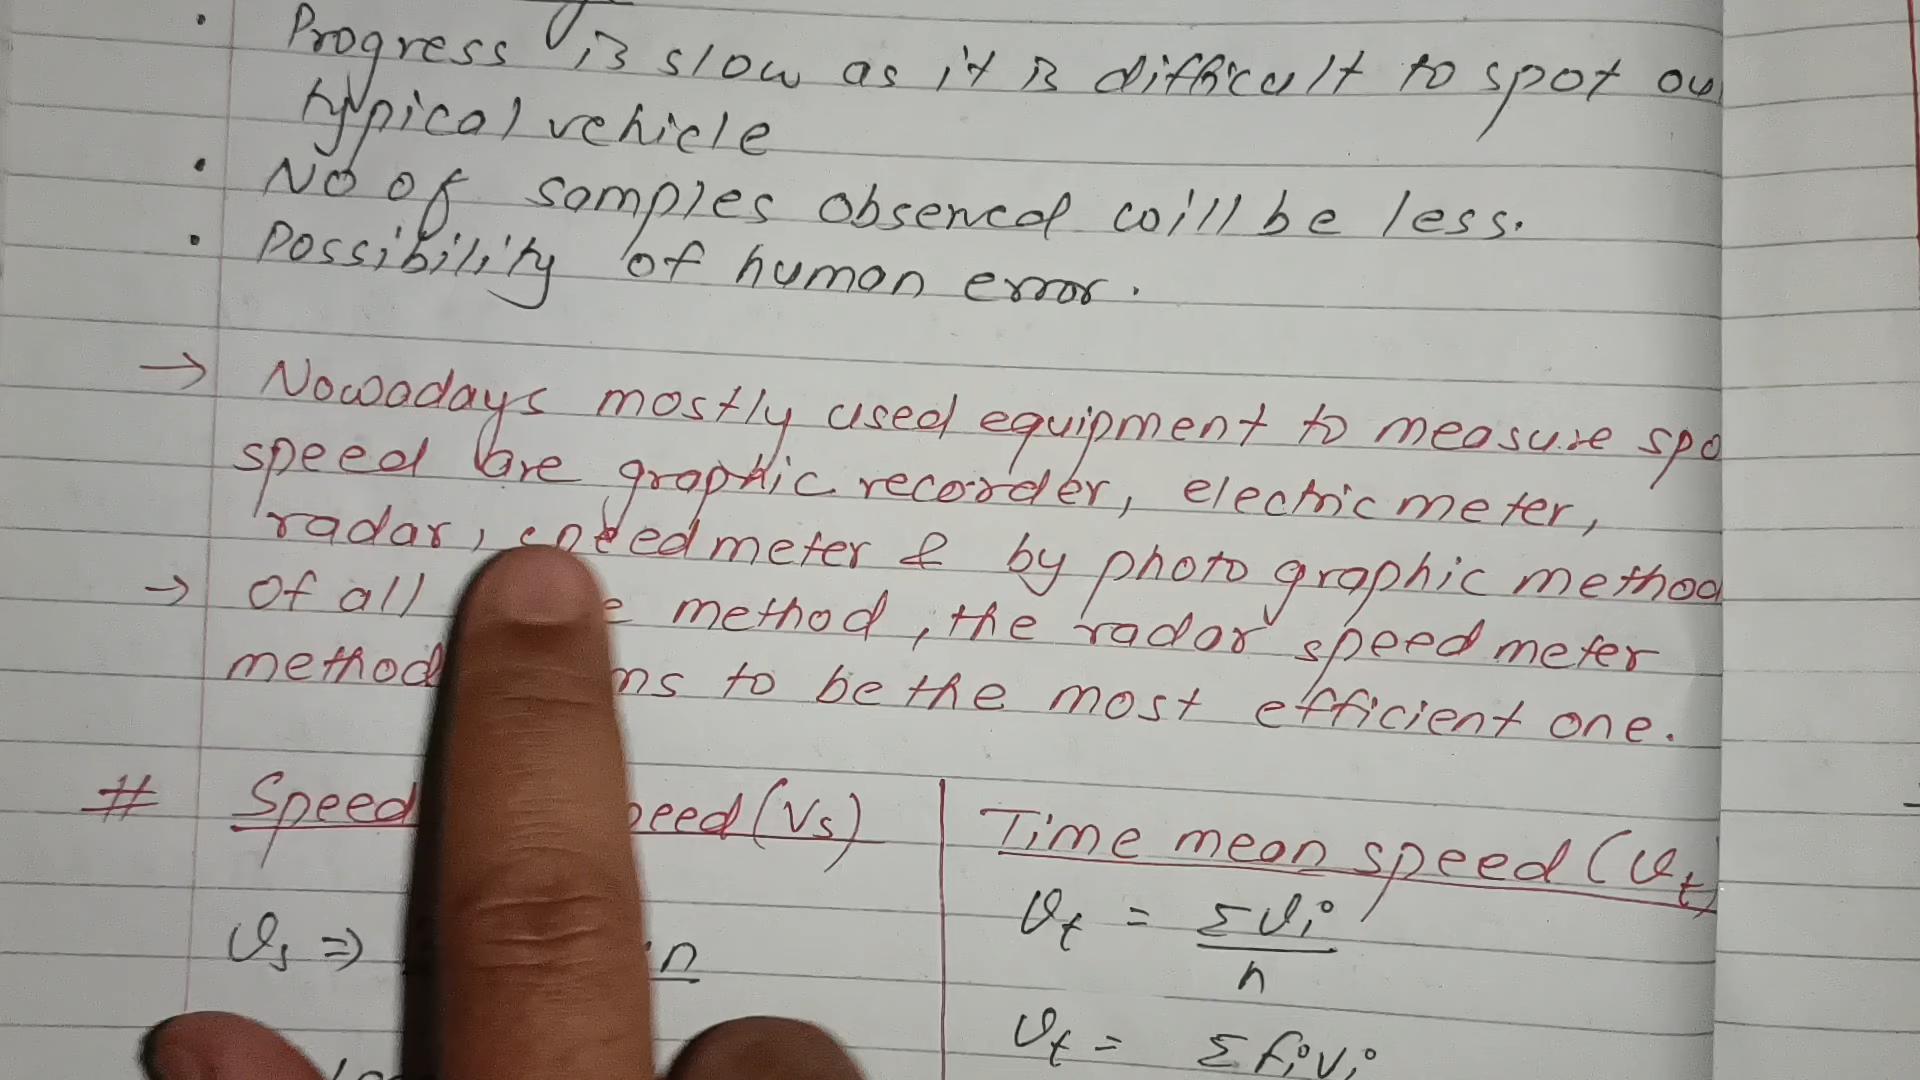 Progress is slow as it is difficult to spot ou
typical vehicle
No of samples observed will be less.
Possibility of human error.
→ Nowadays mostly used equipment to measure spo
speed are graphic recorder, electric meter,
radar, speedmeter & by photographic method
→ Of all method, the radar speed meter
method to be the most efficient one.
# Speed (Vs)
Time mean speed (Vt)
Vs ⇒ n
Vt = Σvi
n
Vt = Σfivi